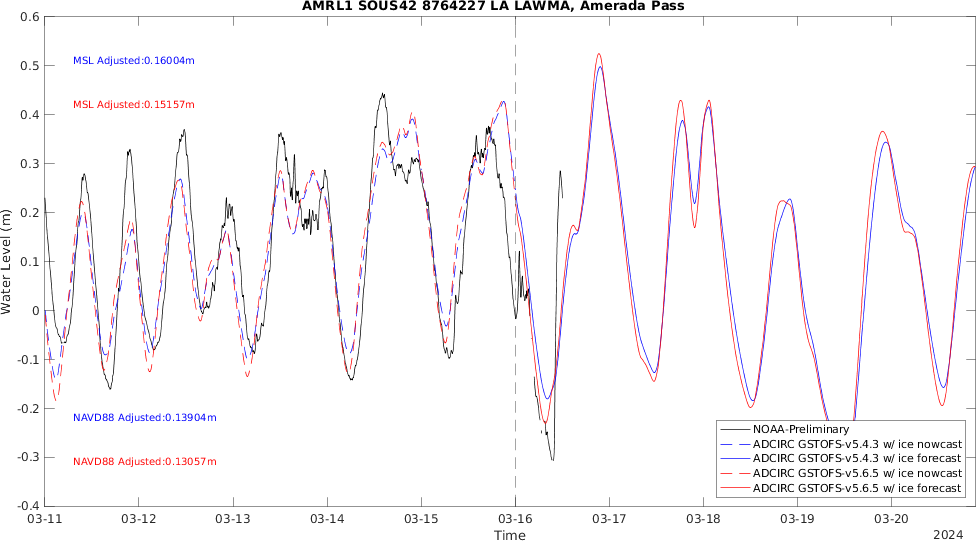 AMRL1 SOUS42 8764227 LA LAWMA, Amerada Pass
0.6
0.5
0.4
0.3
0.2
0.1
0
-0.1
-0.2
-0.3
-0.4
Water Level (m)
MSL Adjusted:0.16004m
MSL Adjusted:0.15157m
NAVD88 Adjusted:0.13904m
NAVD88 Adjusted:0.13057m
NOAA-Preliminary
ADCIRC GSTOFS-v5.4.3 w/ ice nowcast
ADCIRC GSTOFS-v5.4.3 w/ ice forecast
ADCIRC GSTOFS-v5.6.5 w/ ice nowcast
ADCIRC GSTOFS-v5.6.5 w/ ice forecast
03-11 03-12 03-13 03-14 03-15 03-16 03-17 03-18 03-19 03-20
Time
2024